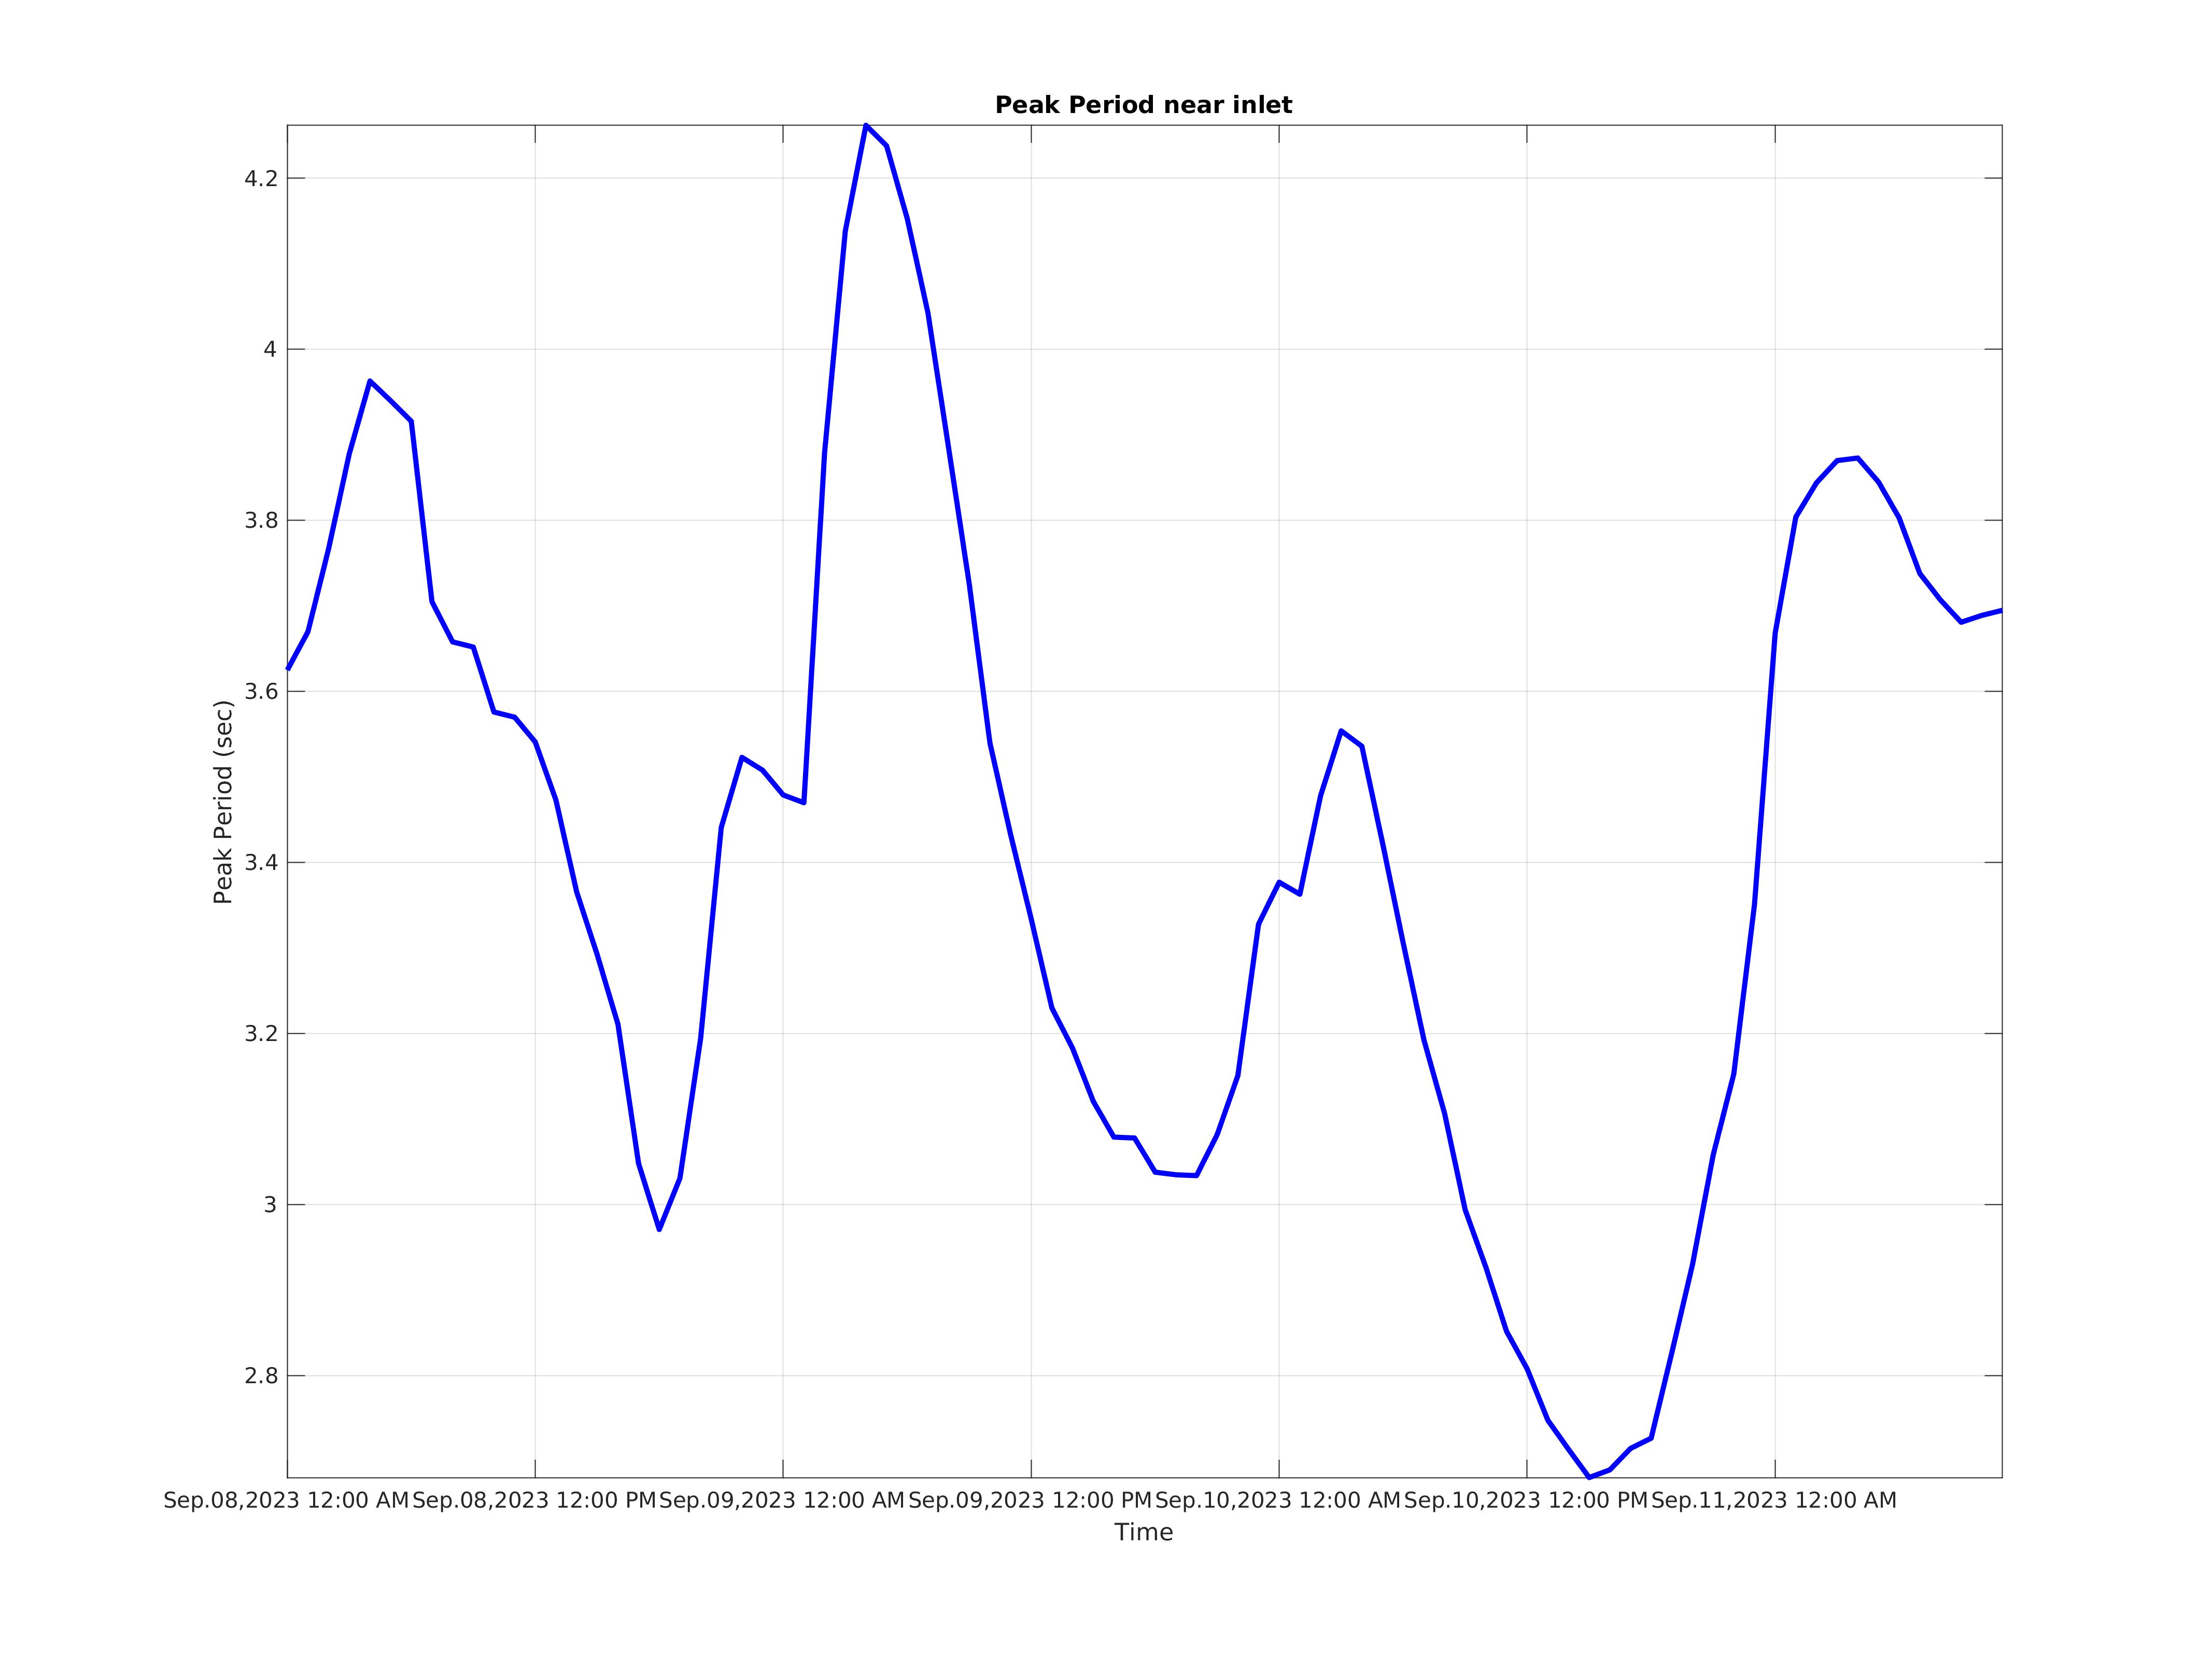 Peak Period near inlet
4.2
4
3.8
3.6
3.4
3.2
3
2.8
Peak Period (sec)
Sep.08,2023 12:00 AM Sep.08,2023 12:00 PM Sep.09,2023 12:00 AM Sep.09,2023 12:00 PM Sep.10,2023 12:00 AM Sep.10,2023 12:00 PM Sep.11,2023 12:00 AM
Time